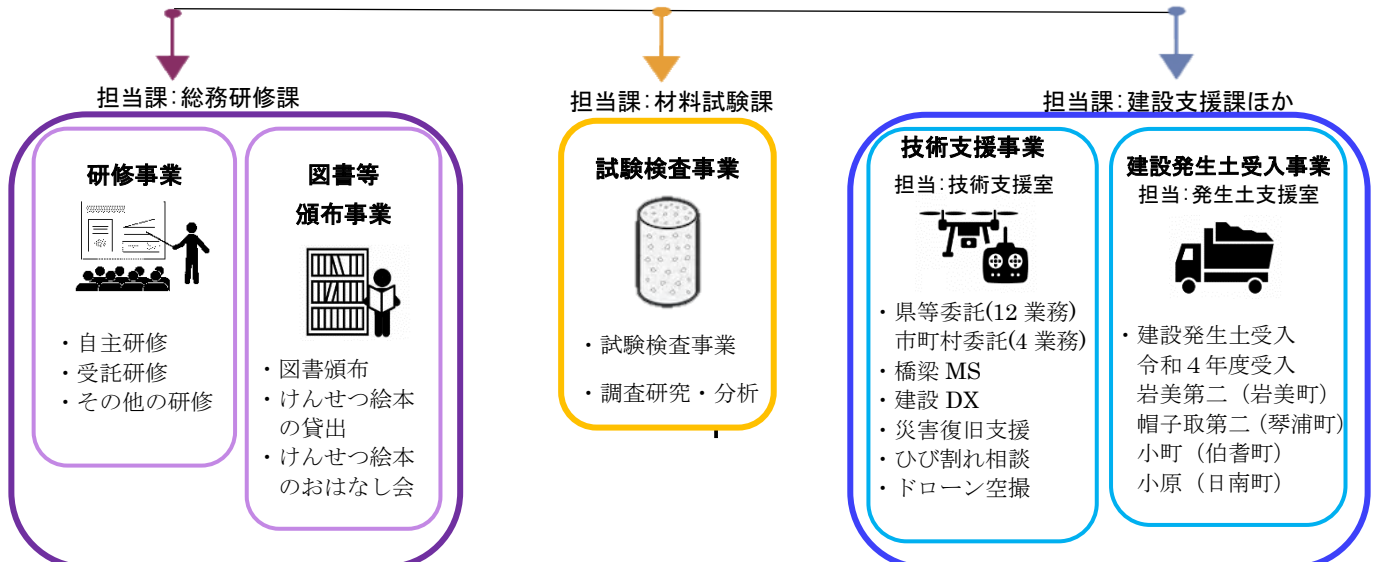 担当課：総務研修課
研修事業
・自主研修
・受託研修
・その他の研修
図書等
頒布事業
・図書頒布
・けんせつ絵本
の貸出
・けんせつ絵本
のおはなし会
担当課：材料試験課
試験検査事業
・試験検査事業
・調査研究・分析
担当課：建設支援課ほか
技術支援事業
担当：技術支援室
・県等委託(12 業務)
市町村委託(4 業務)
・橋梁 MS
・建設 DX
・災害復旧支援
・ひび割れ相談
・ドローン空撮
建設発生土受入事業
担当：発生土支援室
・建設発生土受入
令和４年度受入
岩美第二（岩美町）
帽子取第二（琴浦町）
小町（伯耆町）
小原（日南町）